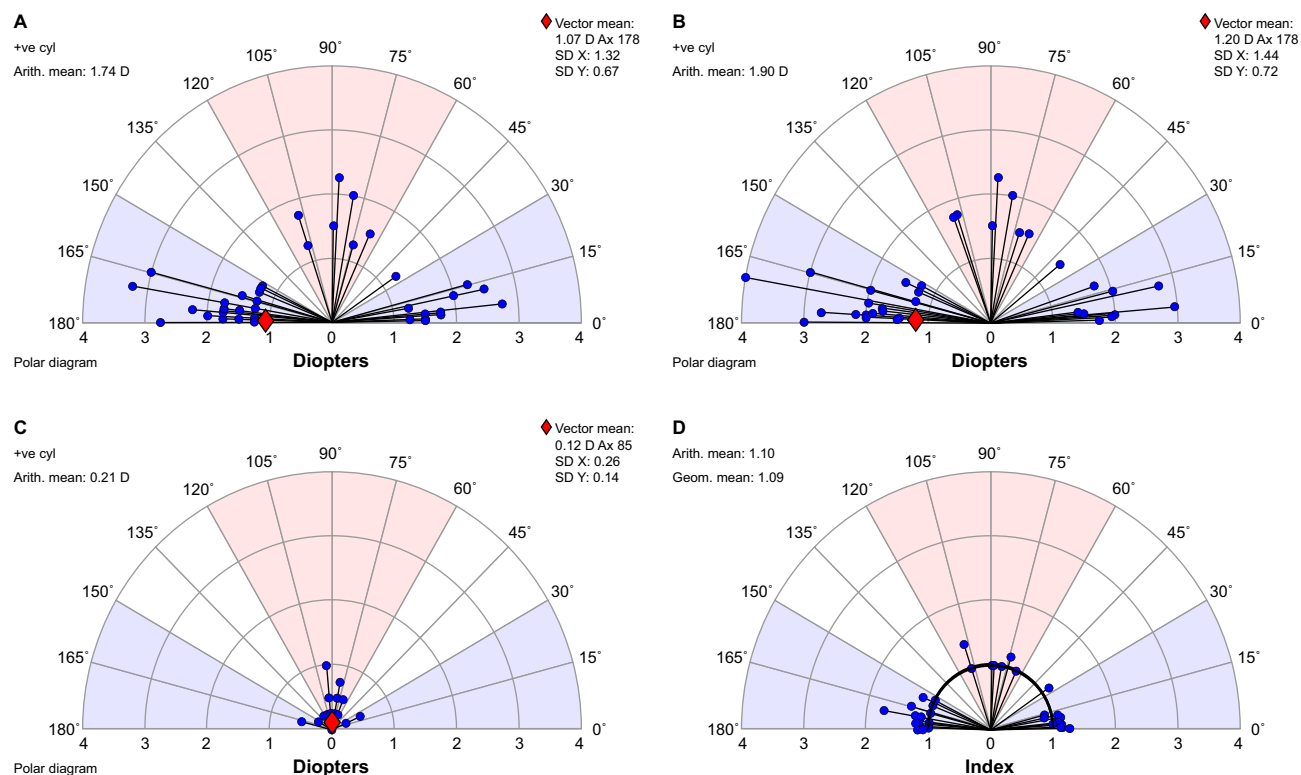 A
+ve cyl
Arith. mean: 1.74 D
Vector mean:
1.07 D Ax 178
SD X: 1.32
SD Y: 0.67
90°
105°
75°
120°
60°
135°
45°
150°
30°
165°
15°
180°
0°
4 3 2 1 0 1 2 3 4
Polar diagram
Diopters
B
+ve cyl
Arith. mean: 1.90 D
Vector mean:
1.20 D Ax 178
SD X: 1.44
SD Y: 0.72
90°
105°
75°
120°
60°
135°
45°
150°
30°
165°
15°
180°
0°
4 3 2 1 0 1 2 3 4
Polar diagram
Diopters
C
+ve cyl
Arith. mean: 0.21 D
Vector mean:
0.12 D Ax 85
SD X: 0.26
SD Y: 0.14
90°
105°
75°
120°
60°
135°
45°
150°
30°
165°
15°
180°
0°
4 3 2 1 0 1 2 3 4
Polar diagram
Diopters
D
Arith. mean: 1.10
Geom. mean: 1.09
90°
105°
75°
120°
60°
135°
45°
150°
30°
165°
15°
180°
0°
4 3 2 1 0 1 2 3 4
Index